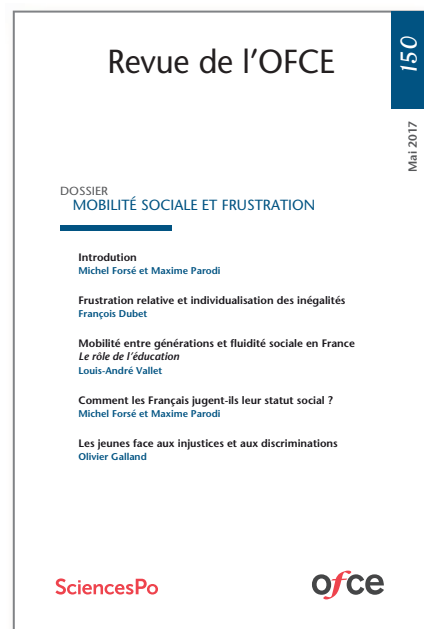 Revue de l'OFCE
150
Mai 2017
DOSSIER
MOBILITÉ SOCIALE ET FRUSTRATION
Introdution
Michel Forsé et Maxime Parodi
Frustration relative et individualisation des inégalités
François Dubet
Mobilité entre générations et fluidité sociale en France
Le rôle de l'éducation
Louis-André Vallet
Comment les Français jugent-ils leur statut social ?
Michel Forsé et Maxime Parodi
Les jeunes face aux injustices et aux discriminations
Olivier Galland
SciencesPo
ofce